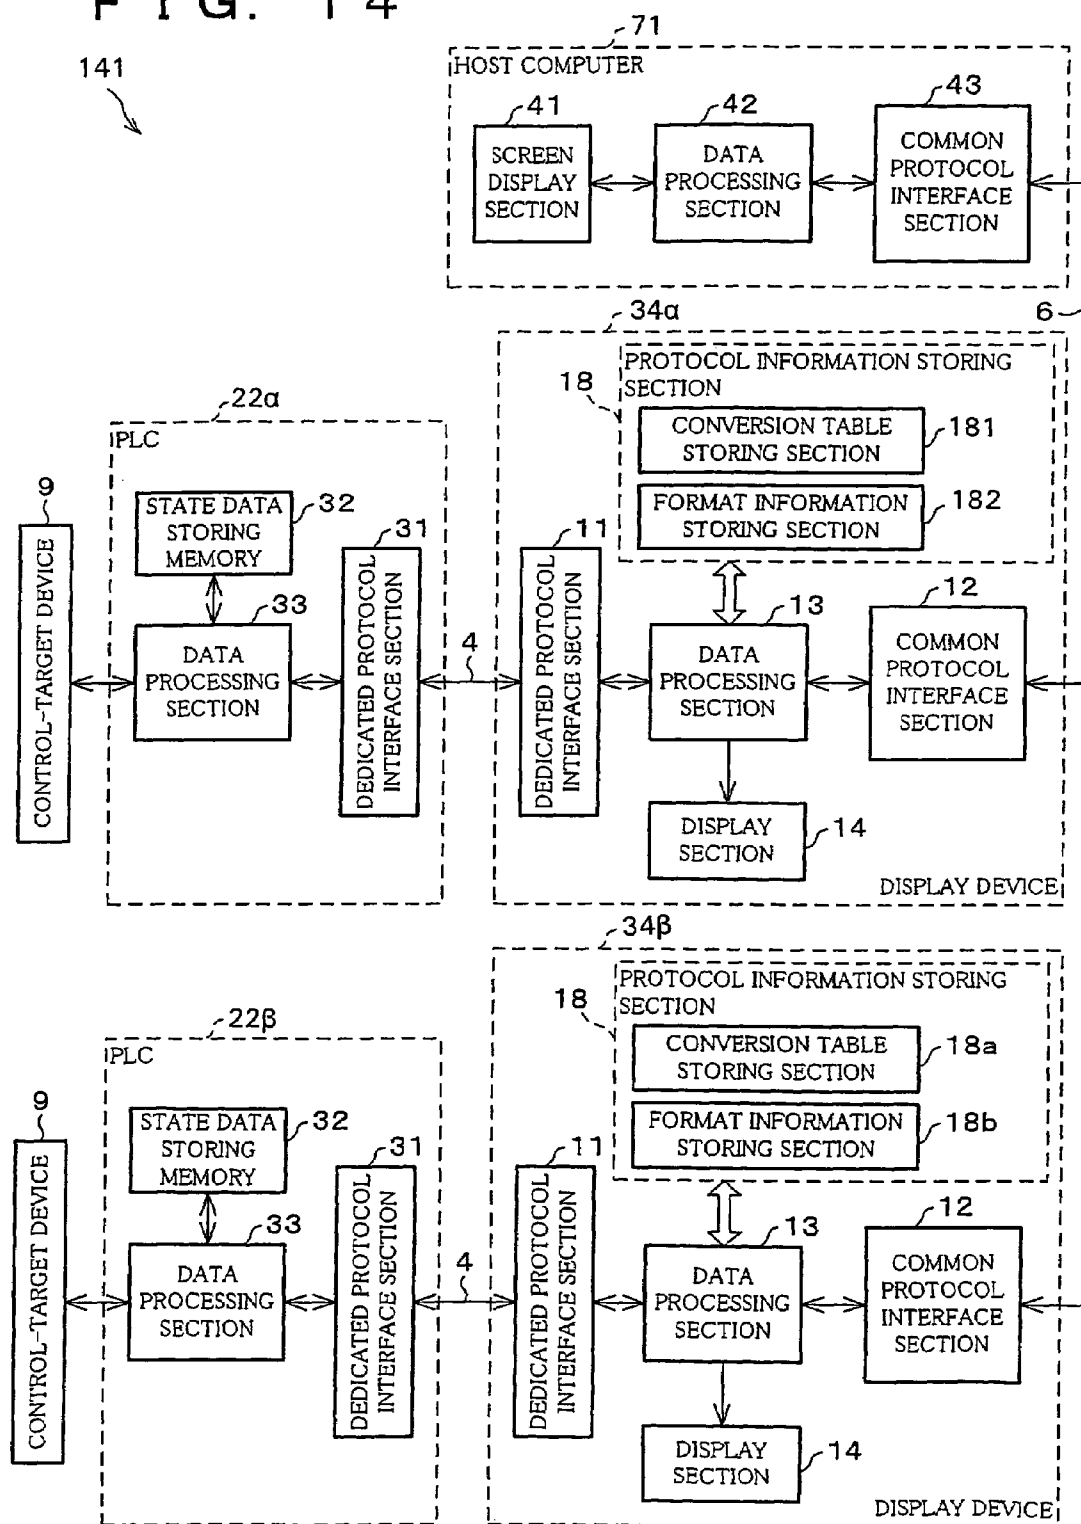 FIG. 14
141
71
HOST COMPUTER
41
SCREEN
DISPLAY
SECTION
42
DATA
PROCESSING
SECTION
43
COMMON
PROTOCOL
INTERFACE
SECTION
6
34α
PROTOCOL INFORMATION STORING
SECTION
18
CONVERSION TABLE
STORING SECTION
181
FORMAT INFORMATION
STORING SECTION
182
22α
PLC
9
CONTROL-TARGET DEVICE
STATE DATA
STORING
MEMORY
32
33
DATA
PROCESSING
SECTION
31
DEDICATED PROTOCOL
INTERFACE SECTION
4
11
DEDICATED PROTOCOL
INTERFACE SECTION
13
DATA
PROCESSING
SECTION
12
COMMON
PROTOCOL
INTERFACE
SECTION
DISPLAY
SECTION
14
DISPLAY DEVICE
34β
PROTOCOL INFORMATION STORING
SECTION
18
CONVERSION TABLE
STORING SECTION
18a
FORMAT INFORMATION
STORING SECTION
18b
22β
PLC
9
CONTROL-TARGET DEVICE
STATE DATA
STORING
MEMORY
32
33
DATA
PROCESSING
SECTION
31
DEDICATED PROTOCOL
INTERFACE SECTION
4
11
DEDICATED PROTOCOL
INTERFACE SECTION
13
DATA
PROCESSING
SECTION
12
COMMON
PROTOCOL
INTERFACE
SECTION
DISPLAY
SECTION
14
DISPLAY DEVICE